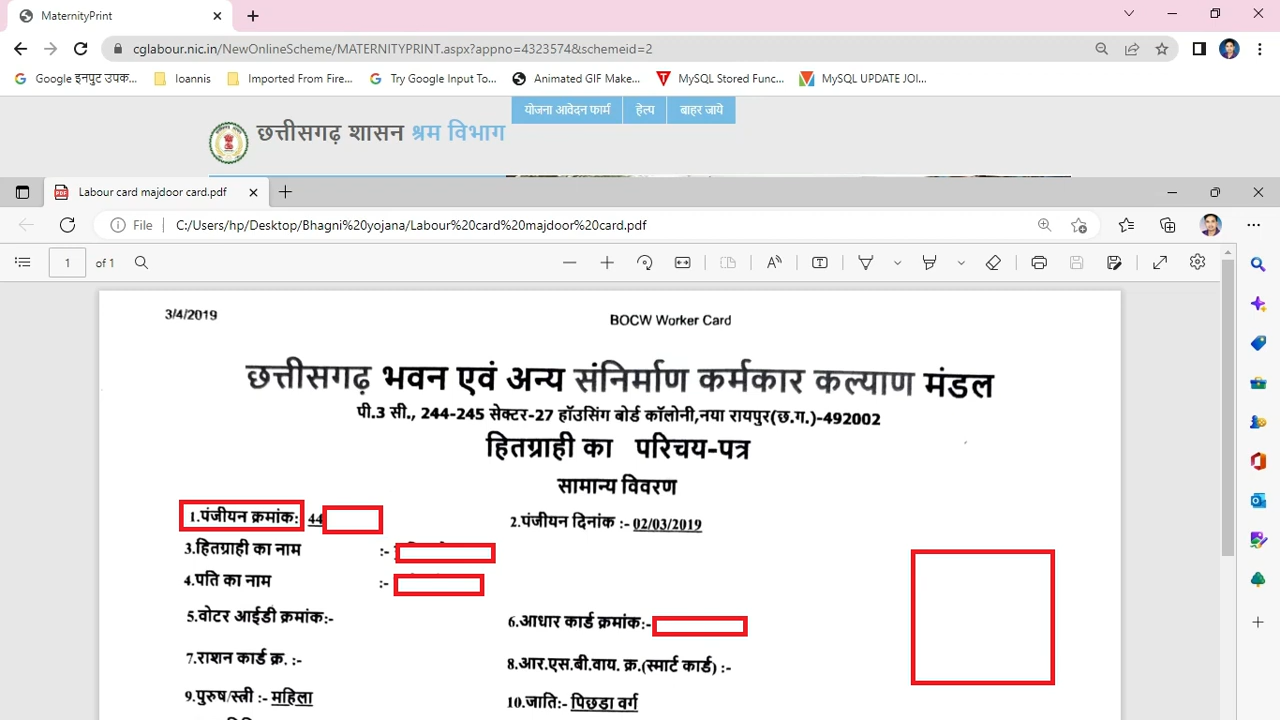 MaternityPrint
cglabour.nic.in/NewOnlineScheme/MATERNITYPRINT.aspx?appno=4323574&schemeid=2
Google इनपुट उपक... Ioannis Imported From Fire... Try Google Input To... Animated GIF Make... MySQL Stored Func... MySQL UPDATE JOI...
योजना आवेदन फार्म हेल्प बाहर जाये
छत्तीसगढ़ शासन श्रम विभाग
Labour card majdoor card.pdf
File C:/Users/hp/Desktop/Bhagni%20yojana/Labour%20card%20majdoor%20card.pdf
1 of 1
3/4/2019 BOCW Worker Card
छत्तीसगढ़ भवन एवं अन्य संनिर्माण कर्मकार कल्याण मंडल
पी.3 सी., 244-245 सेक्टर-27 हॉउसिंग बोर्ड कॉलोनी,नया रायपुर(छ.ग.)-492002
हितग्राही का परिचय-पत्र
सामान्य विवरण
1.पंजीयन क्रमांक: 44 2.पंजीयन दिनांक :- 02/03/2019
3.हितग्राही का नाम :-
4.पति का नाम :-
5.वोटर आईडी क्रमांक:- 6.आधार कार्ड क्रमांक:-
7.राशन कार्ड क्र. :- 8.आर.एस.बी.वाय. क्र.(स्मार्ट कार्ड) :-
9.पुरुष/स्त्री :- महिला 10.जाति:- पिछडा वर्ग